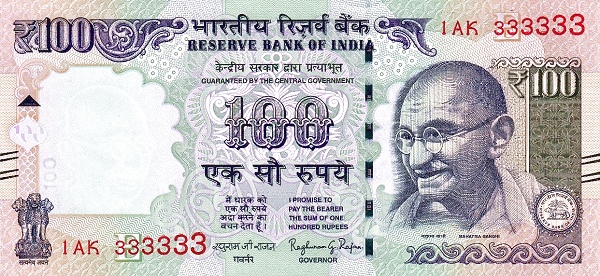 ₹100 भारतीय रिज़र्व बैंक 1AK 333333
RESERVE BANK OF INDIA
केन्द्रीय सरकार द्वारा प्रत्याभूत
GUARANTEED BY THE CENTRAL GOVERNMENT
₹100
100
100
एक सौ रुपये
मैं धारक को
एक सौ रुपये
अदा करने का
वचन देता हूँ।
I PROMISE TO
PAY THE BEARER
THE SUM OF ONE
HUNDRED RUPEES
1AK 333333
रघुराम जी राजन
गवर्नर
Raghuram G Rajan
GOVERNOR
सत्यमेव जयते
महात्मा गांधी MAHATMA GANDHI